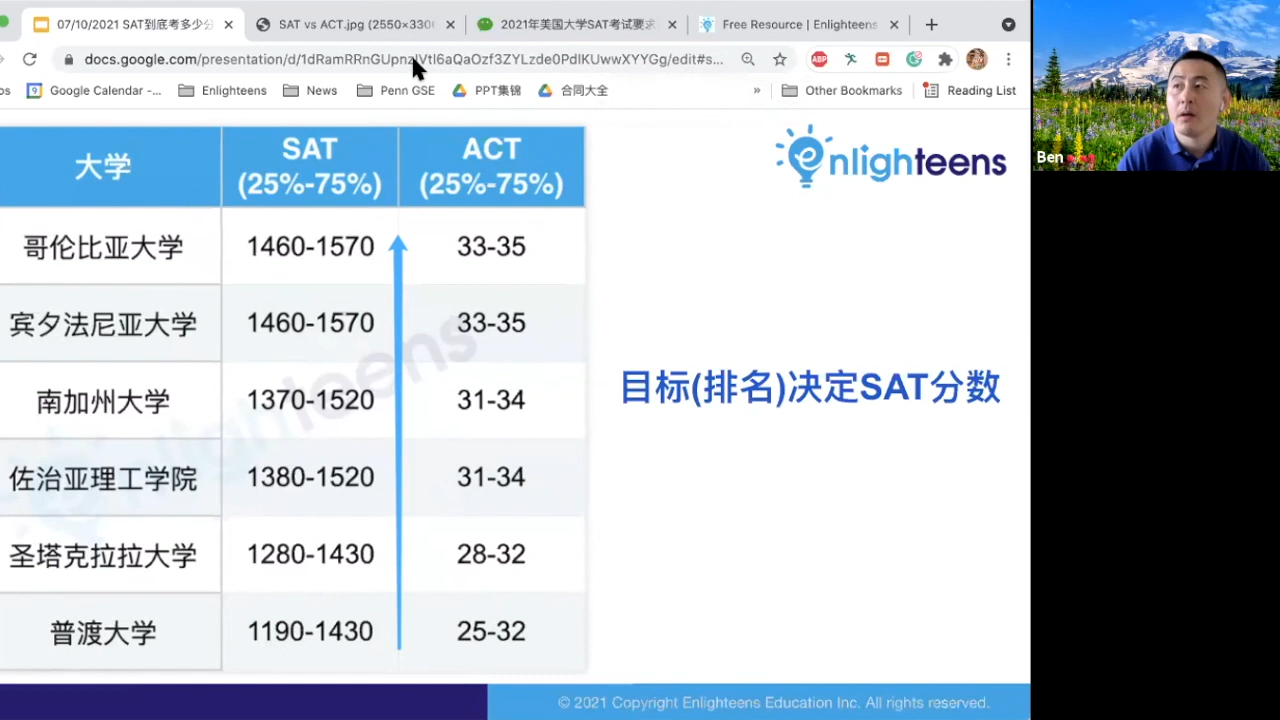 07/10/2021 SAT到底考多少分
SAT vs ACT.jpg (2550×3300
2021年美国大学SAT考试要求
Free Resource | Enlighteens
docs.google.com/presentation/d/1dRamRRnGUpnzIVtl6aQaOzf3ZYLzde0PdlKUwwXYYGg/edit#s...
ABP
os
9
Google Calendar -...
Enlighteens
News
Penn GSE
PPT集锦
合同大全
»
Other Bookmarks
Reading List
大学
SAT
(25%-75%)
ACT
(25%-75%)
哥伦比亚大学
1460-1570
33-35
宾夕法尼亚大学
1460-1570
33-35
南加州大学
1370-1520
31-34
佐治亚理工学院
1380-1520
31-34
圣塔克拉拉大学
1280-1430
28-32
普渡大学
1190-1430
25-32
enlighteens
enlighteens
目标(排名)决定SAT分数
© 2021 Copyright Enlighteens Education Inc. All rights reserved.
Ben